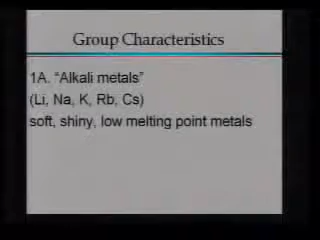 Group Characteristics
1A. “Alkali metals”
(Li, Na, K, Rb, Cs)
soft, shiny, low melting point metals